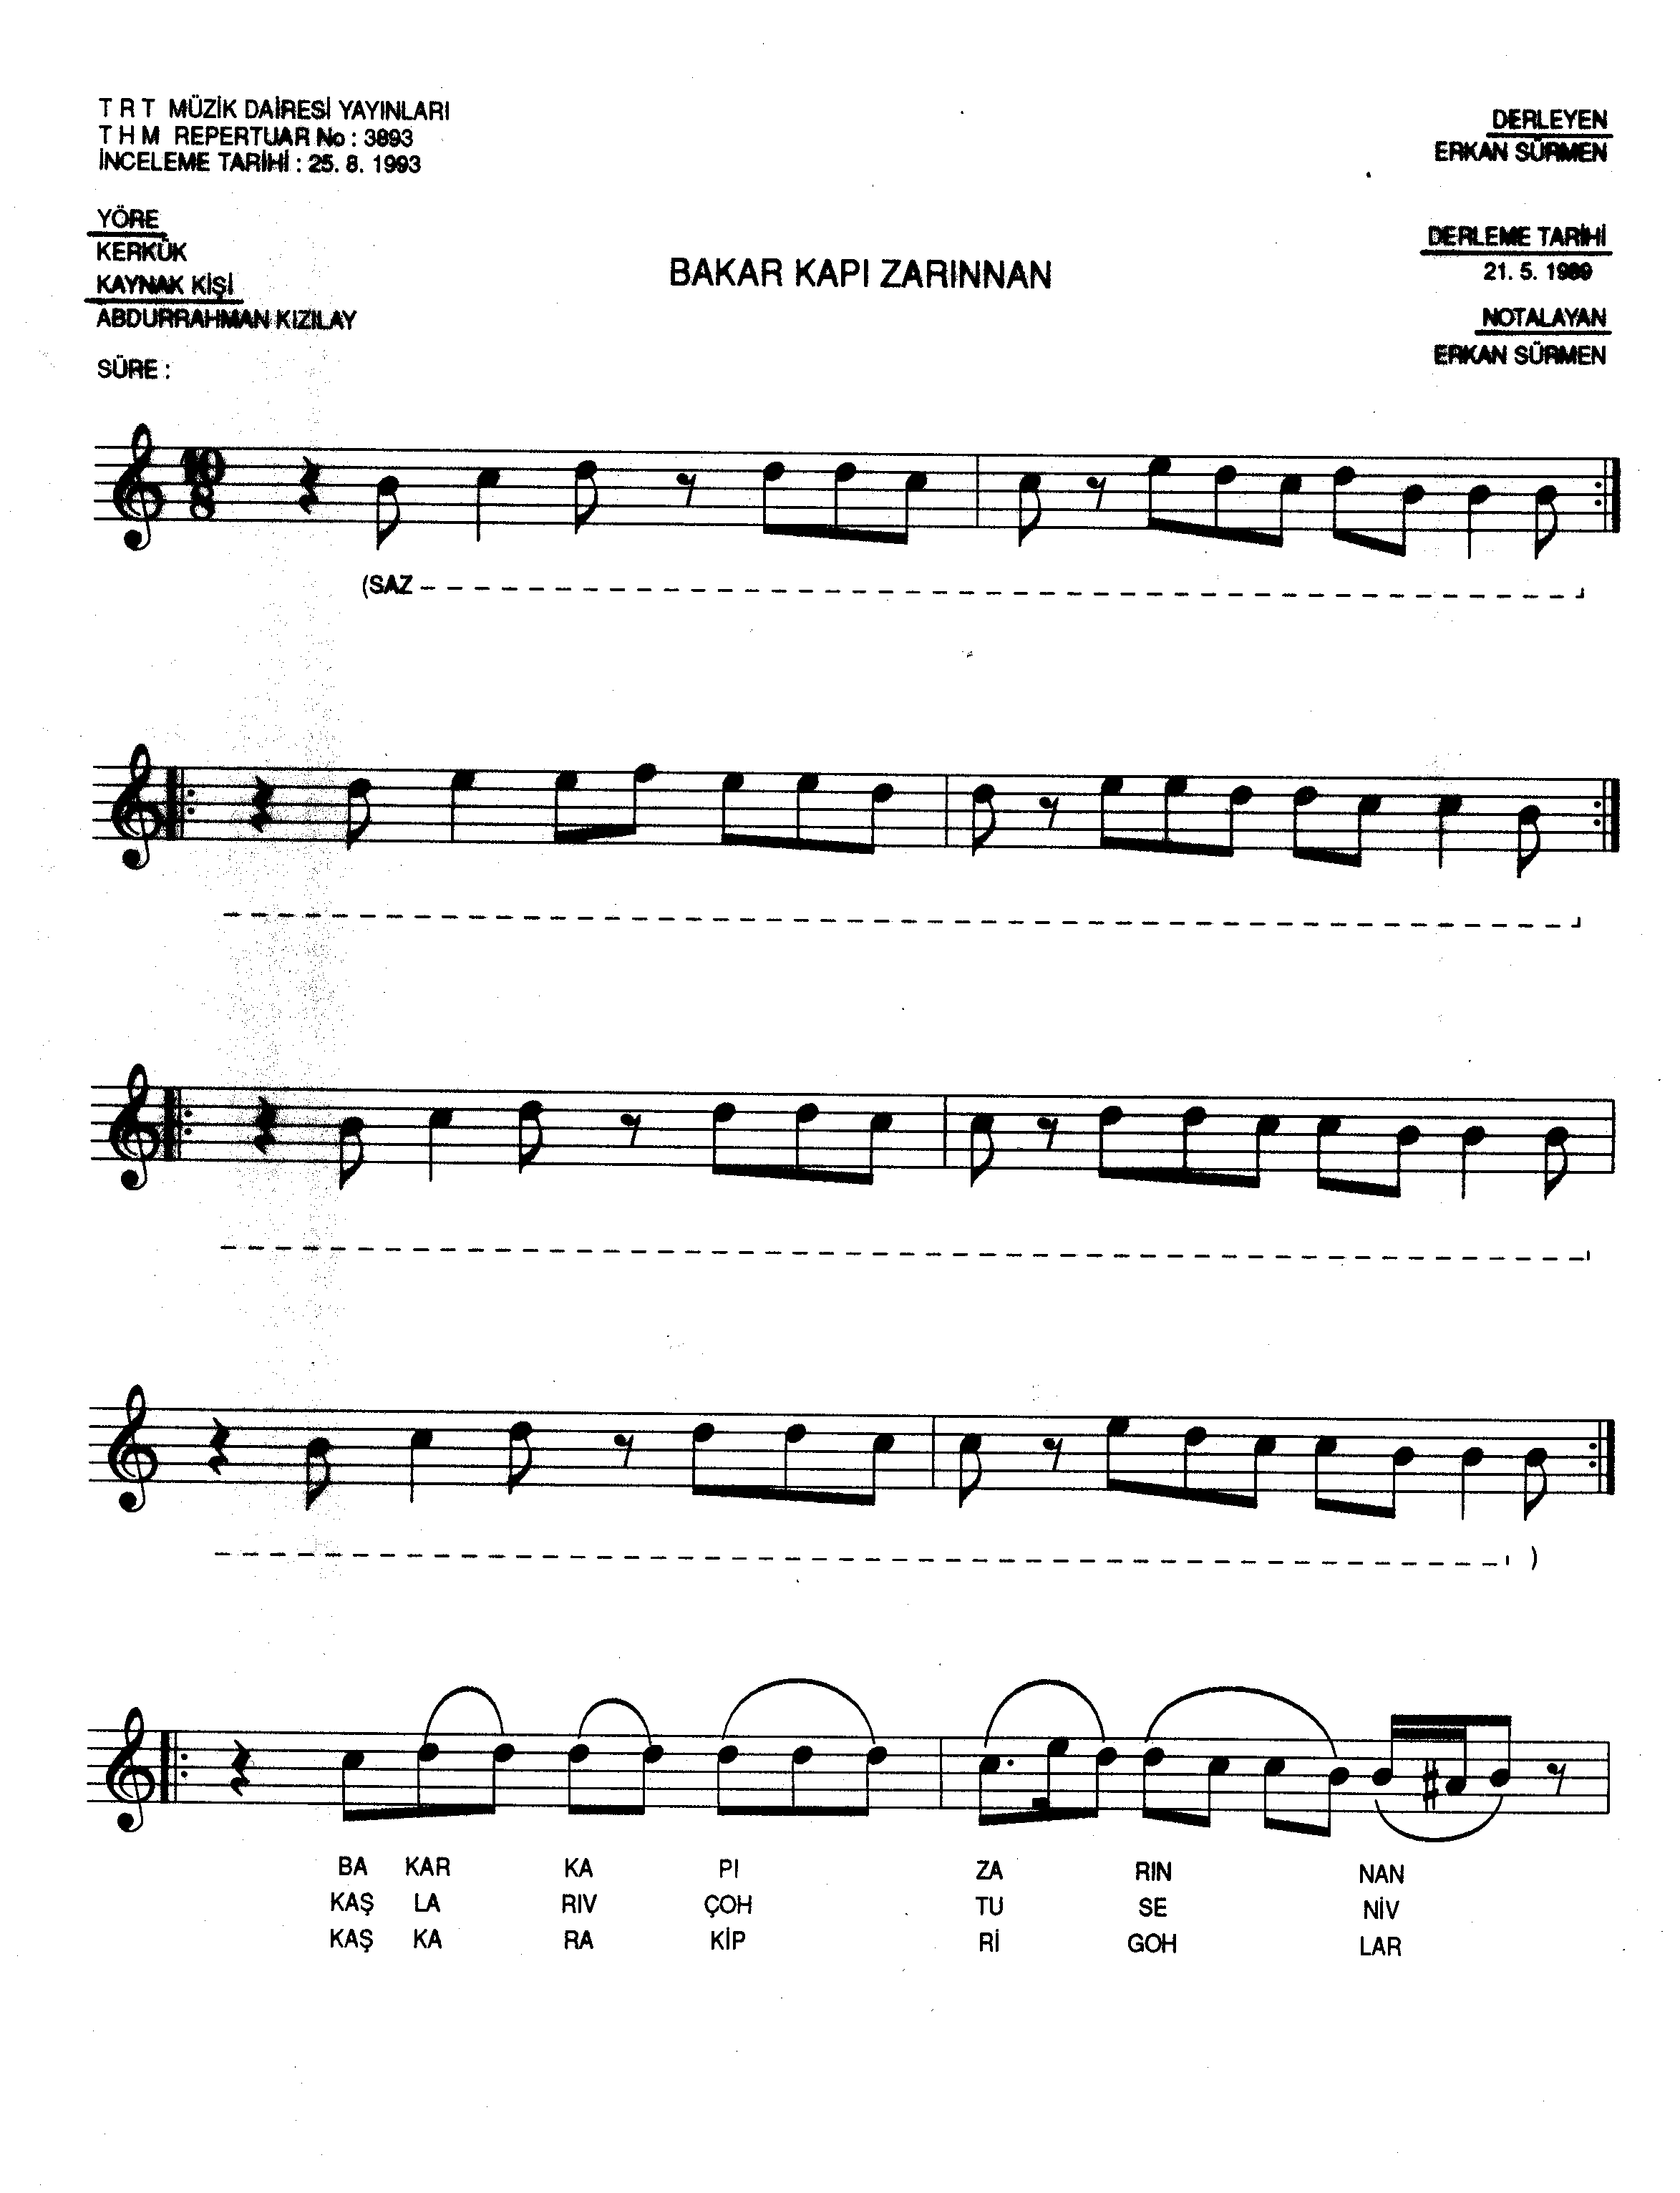 T R T MÜZİK DAİRESİ YAYINLARI
T H M REPERTUAR No : 3893
İNCELEME TARİHİ : 25. 8. 1993
DERLEYEN
ERKAN SÜRMEN
YÖRE
KERKÜK
KAYNAK KİŞİ
ABDURRAHMAN KIZILAY
SÜRE :
BAKAR KAPI ZARINNAN
DERLEME TARİHİ
21. 5. 1989
NOTALAYAN
ERKAN SÜRMEN
10
8
(SAZ
)
BA KAR KA PI ZA RIN NAN
KAŞ LA RIV ÇOH TU SE NİV
KAŞ KA RA KİP Rİ GOH LAR